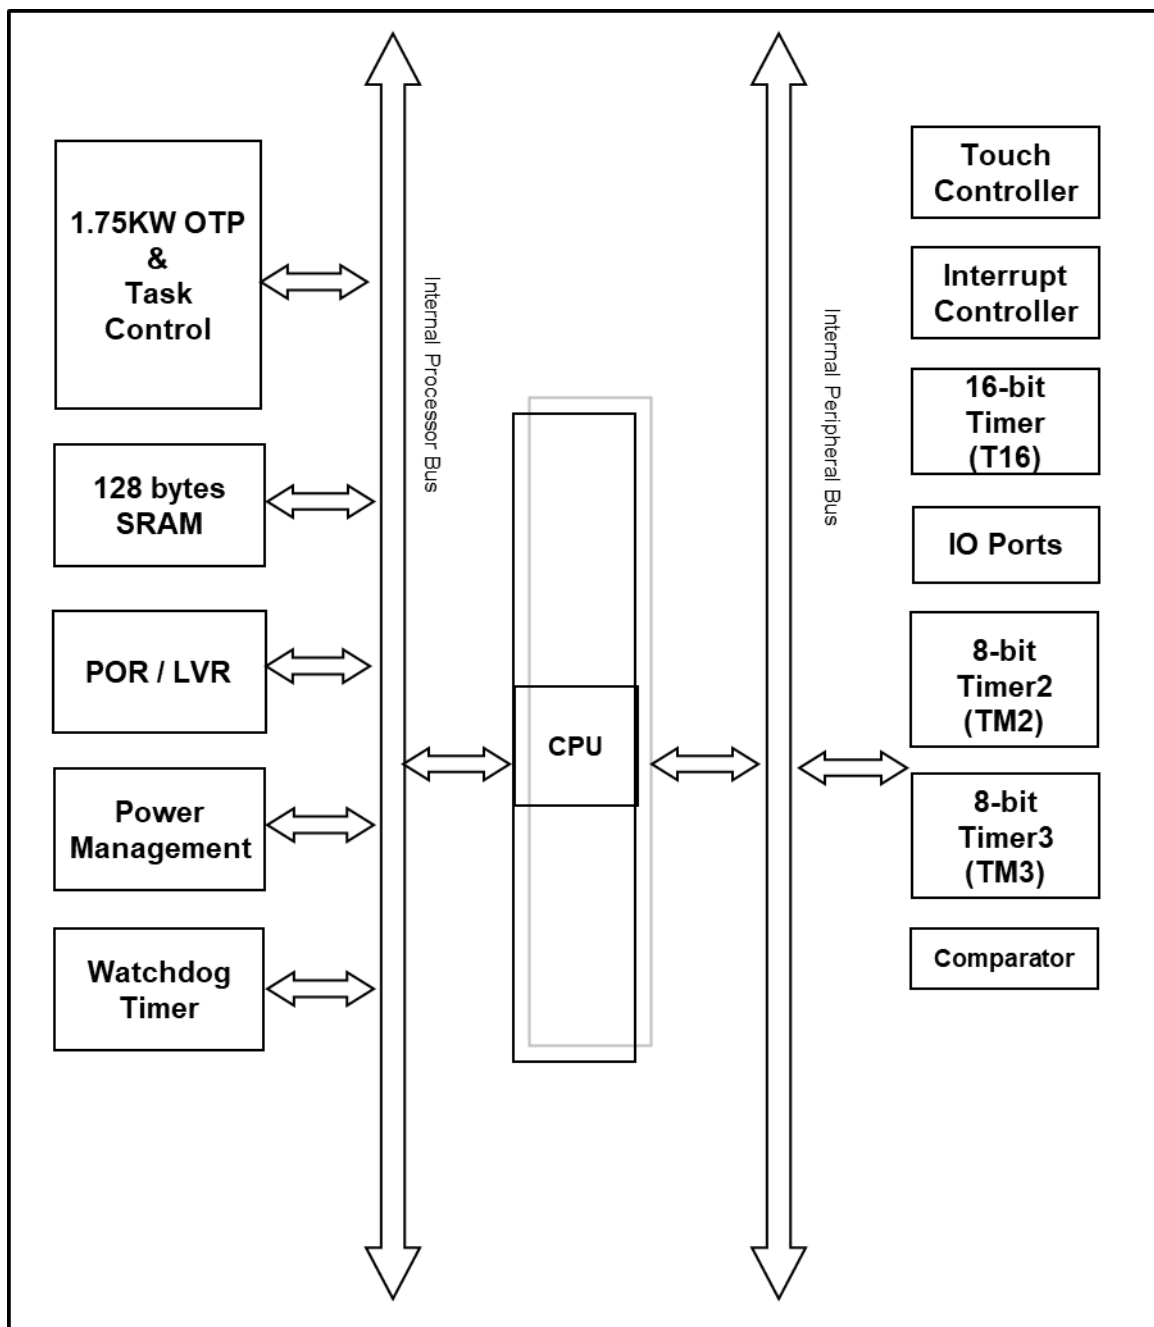 1.75KW OTP
&
Task
Control
128 bytes
SRAM
POR / LVR
Power
Management
Watchdog
Timer
Internal Processor Bus
CPU
Internal Peripheral Bus
Touch
Controller
Interrupt
Controller
16-bit
Timer
(T16)
IO Ports
8-bit
Timer2
(TM2)
8-bit
Timer3
(TM3)
Comparator